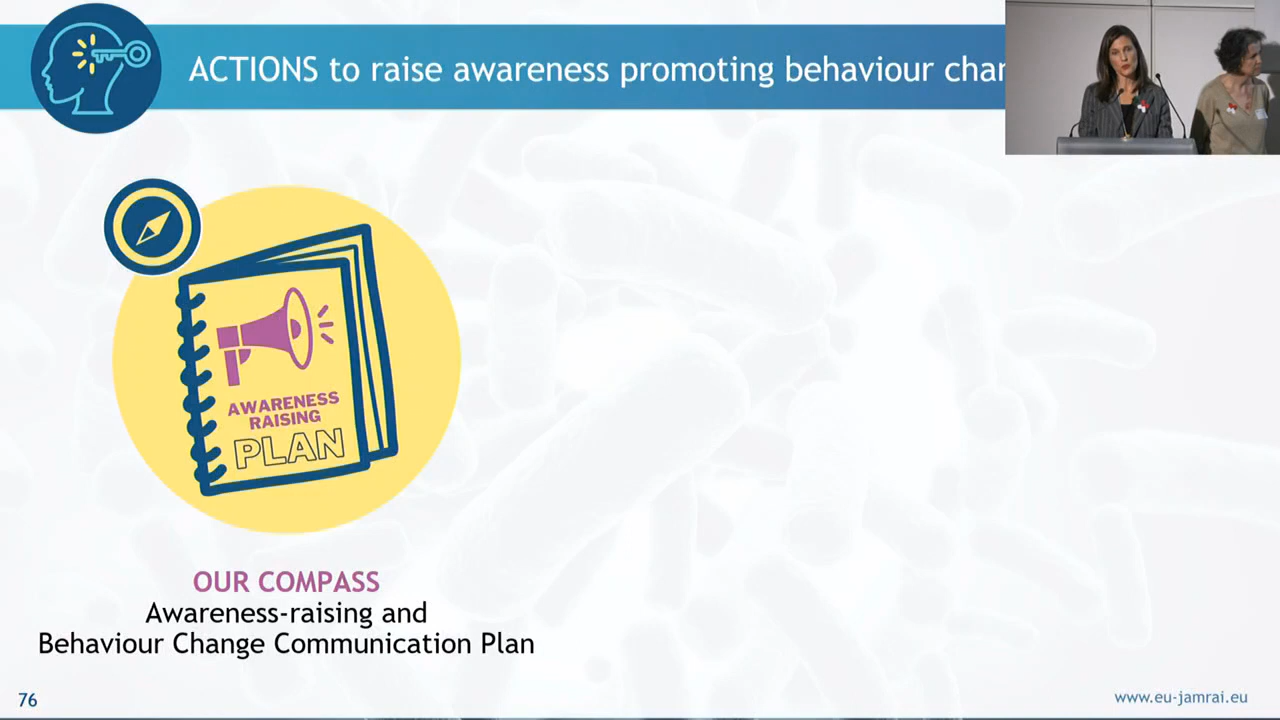 ACTIONS to raise awareness promoting behaviour
AWARENESS
RAISING
PLAN
OUR COMPASS
Awareness-raising and
Behaviour Change Communication Plan
76
www.eu-jamrai.eu